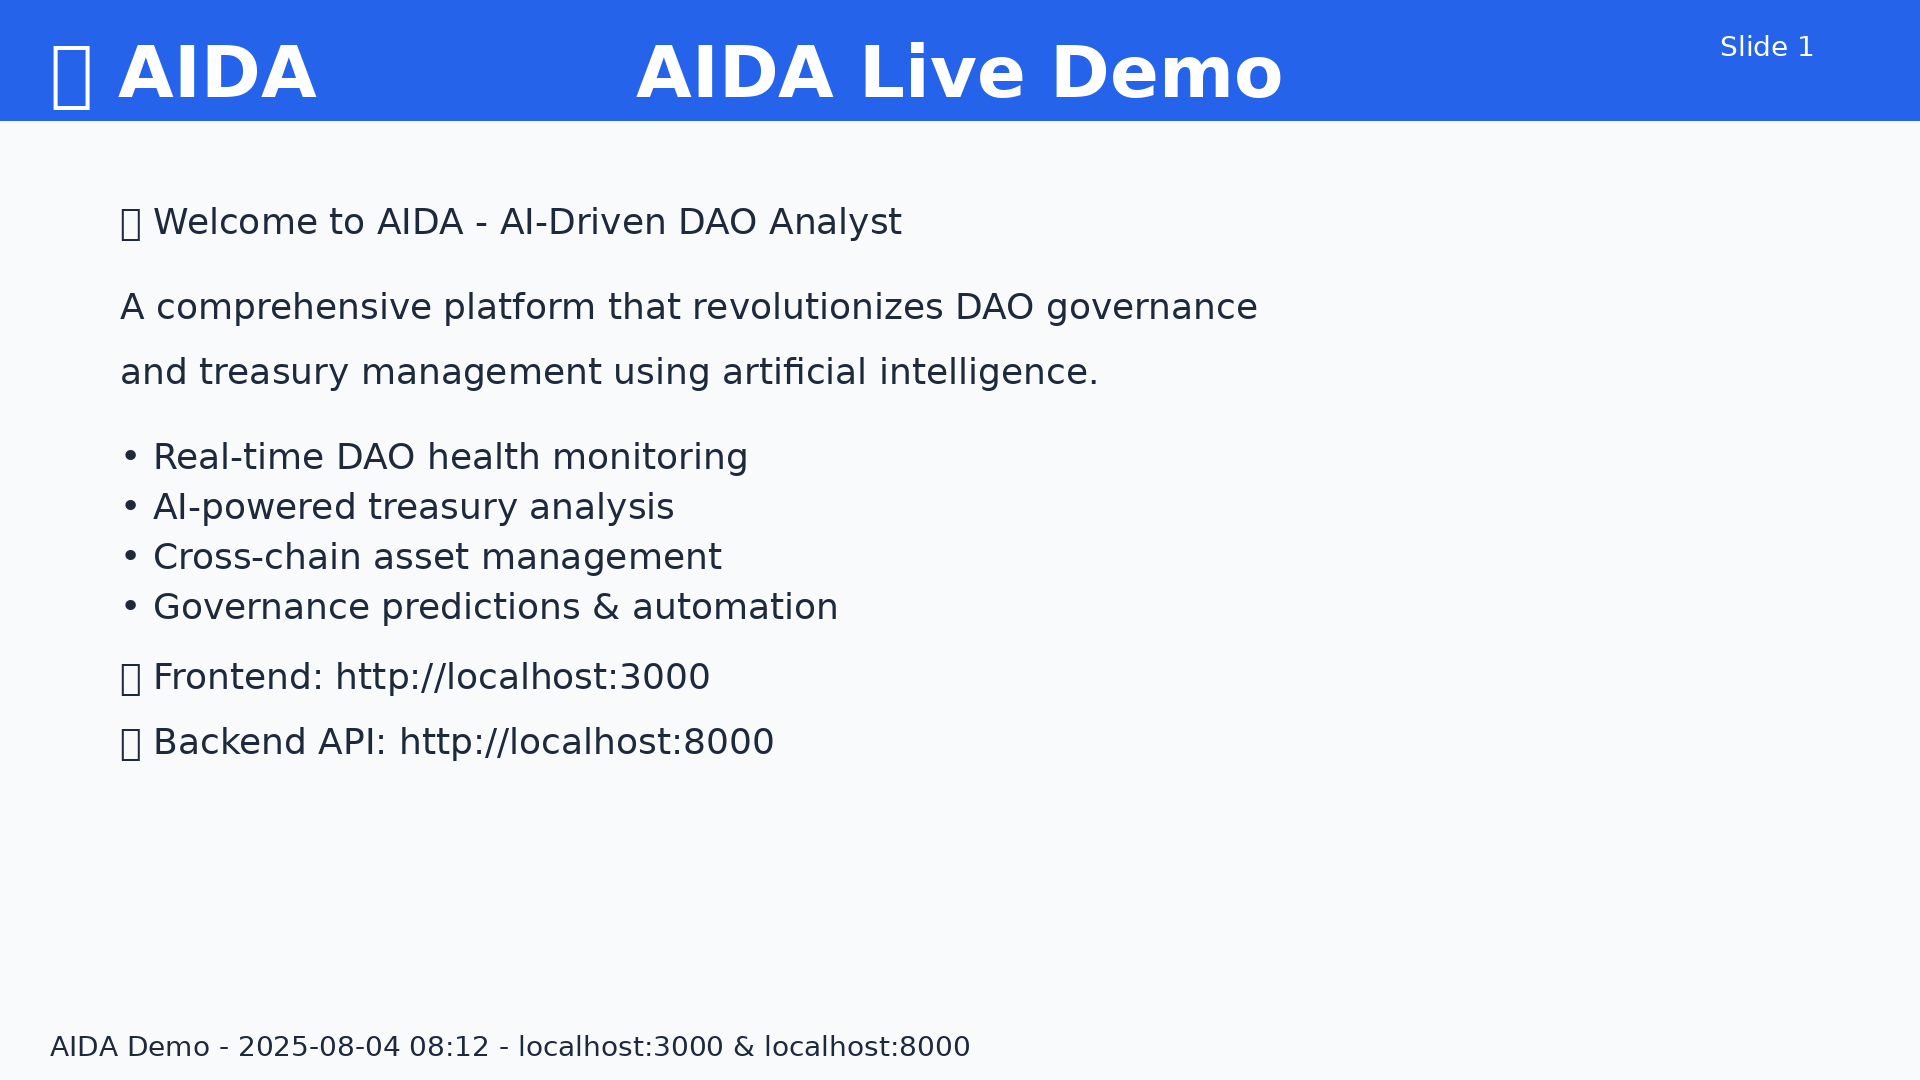 AIDA
AIDA Live Demo
Slide 1
Welcome to AIDA - AI-Driven DAO Analyst
A comprehensive platform that revolutionizes DAO governance
and treasury management using artificial intelligence.
• Real-time DAO health monitoring
• AI-powered treasury analysis
• Cross-chain asset management
• Governance predictions & automation
Frontend: http://localhost:3000
Backend API: http://localhost:8000
AIDA Demo - 2025-08-04 08:12 - localhost:3000 & localhost:8000